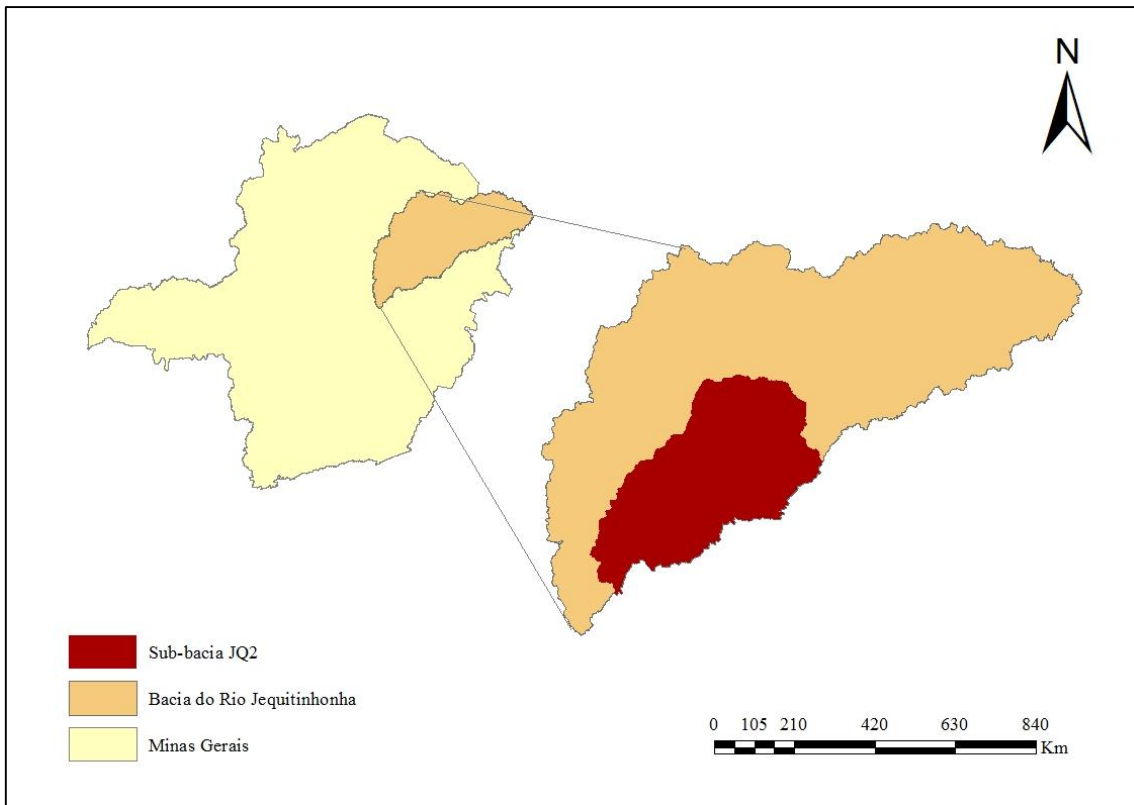 N
Sub-bacia JQ2
Bacia do Rio Jequitinhonha
Minas Gerais
0 105 210 420 630 840
Km